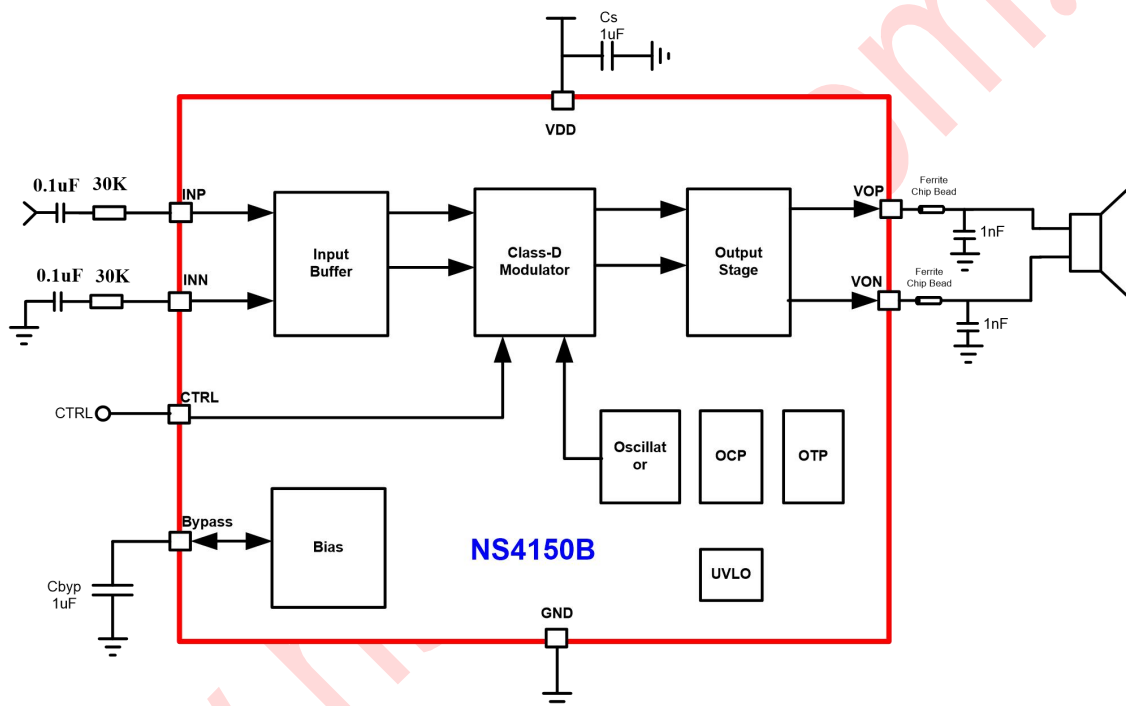 Cs
1uF
VDD
0.1uF 30K
INP
Input
Buffer
Class-D
Modulator
Output
Stage
VOP
Ferrite
Chip Bead
1nF
0.1uF 30K
INN
VON
Ferrite
Chip Bead
1nF
CTRL
CTRL
Oscillat
or
OCP
OTP
Bypass
Bias
Cbyp
1uF
NS4150B
UVLO
GND